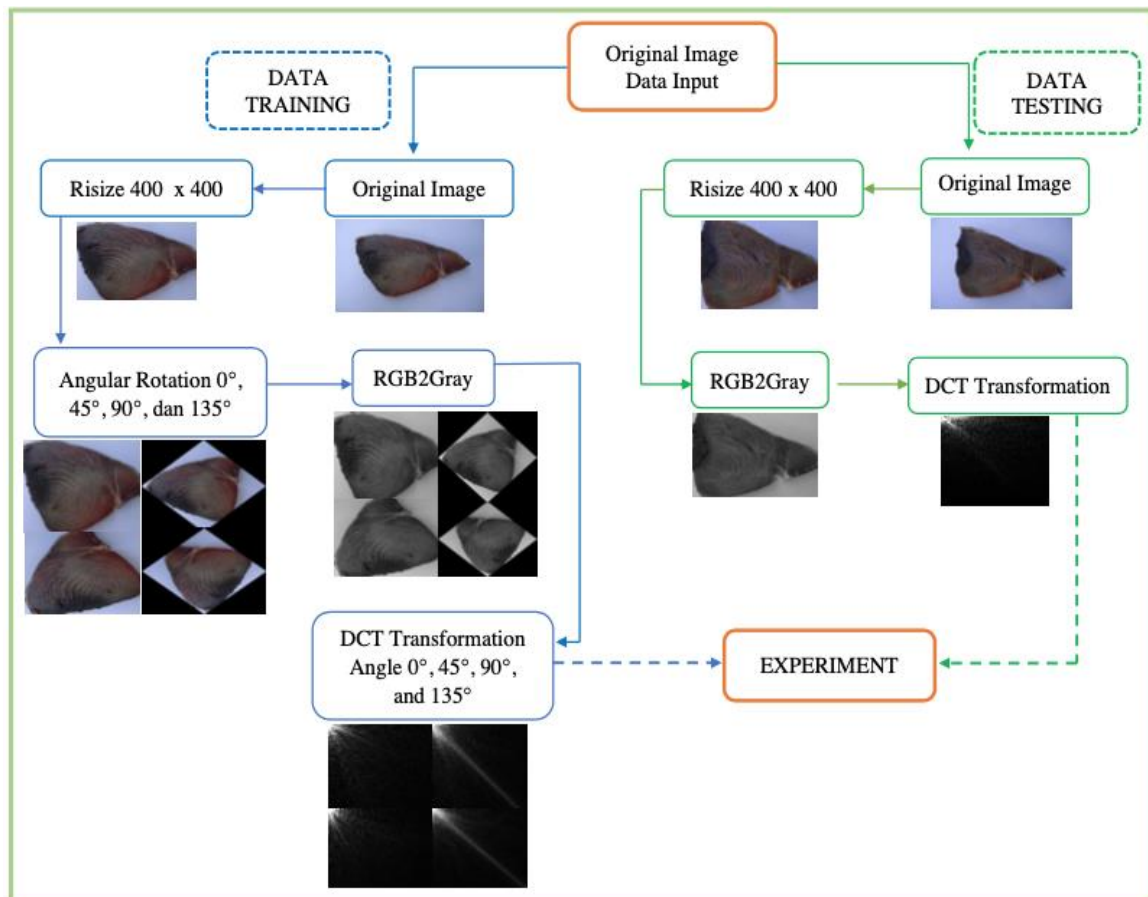 Original Image
Data Input
DATA
TRAINING
DATA
TESTING
Risize 400 x 400
Original Image
Risize 400 x 400
Original Image
Angular Rotation 0°,
45°, 90°, dan 135°
RGB2Gray
RGB2Gray
DCT Transformation
DCT Transformation
Angle 0°, 45°, 90°,
and 135°
EXPERIMENT